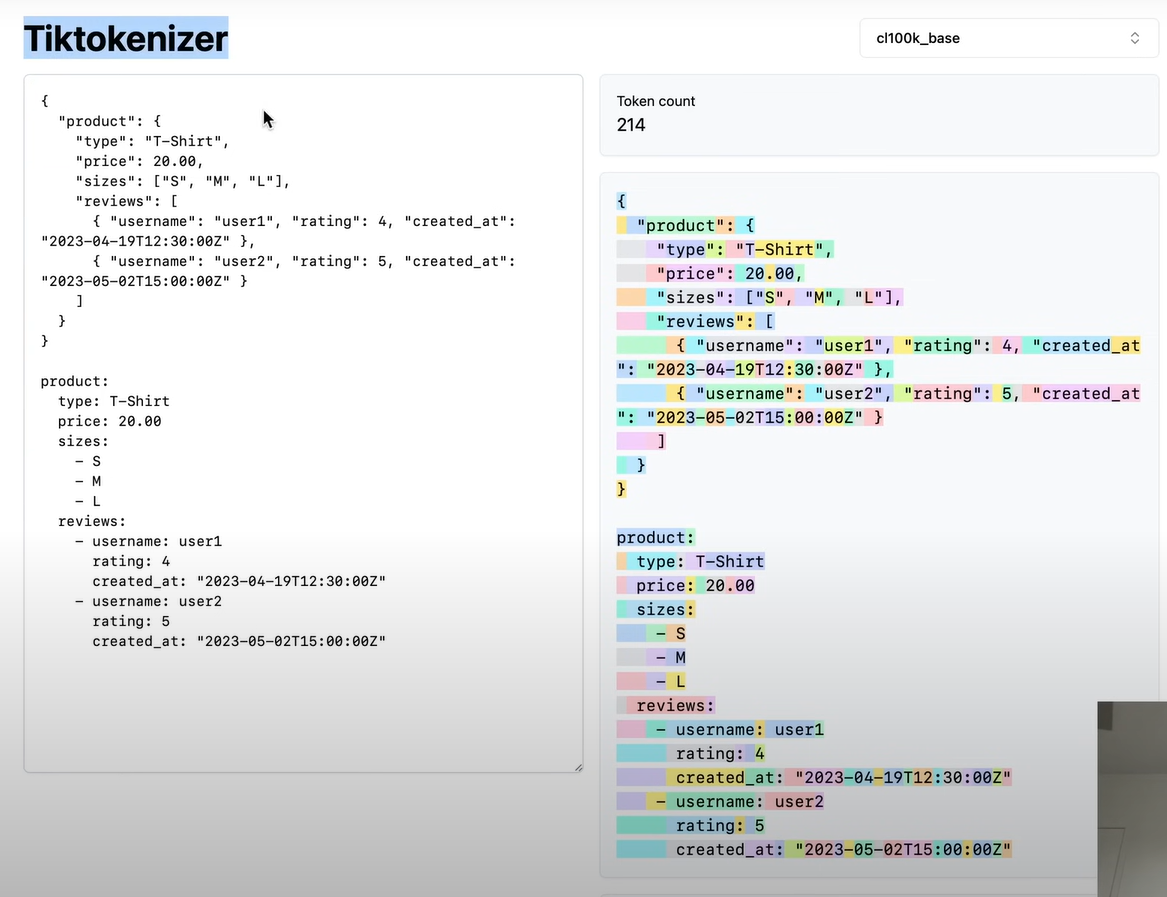 Tiktokenizer
cl100k_base
{
  "product": {
    "type": "T-Shirt",
    "price": 20.00,
    "sizes": ["S", "M", "L"],
    "reviews": [
      { "username": "user1", "rating": 4, "created_at":
"2023-04-19T12:30:00Z" },
      { "username": "user2", "rating": 5, "created_at":
"2023-05-02T15:00:00Z" }
    ]
  }
}

product:
  type: T-Shirt
  price: 20.00
  sizes:
    - S
    - M
    - L
  reviews:
    - username: user1
      rating: 4
      created_at: "2023-04-19T12:30:00Z"
    - username: user2
      rating: 5
      created_at: "2023-05-02T15:00:00Z"
Token count
214
{
  "product": {
    "type": "T-Shirt",
    "price": 20.00,
    "sizes": ["S", "M", "L"],
    "reviews": [
      { "username": "user1", "rating": 4, "created_at
": "2023-04-19T12:30:00Z" },
      { "username": "user2", "rating": 5, "created_at
": "2023-05-02T15:00:00Z" }
    ]
  }
}

product:
  type: T-Shirt
  price: 20.00
  sizes:
    - S
    - M
    - L
  reviews:
    - username: user1
      rating: 4
      created_at: "2023-04-19T12:30:00Z"
    - username: user2
      rating: 5
      created_at: "2023-05-02T15:00:00Z"